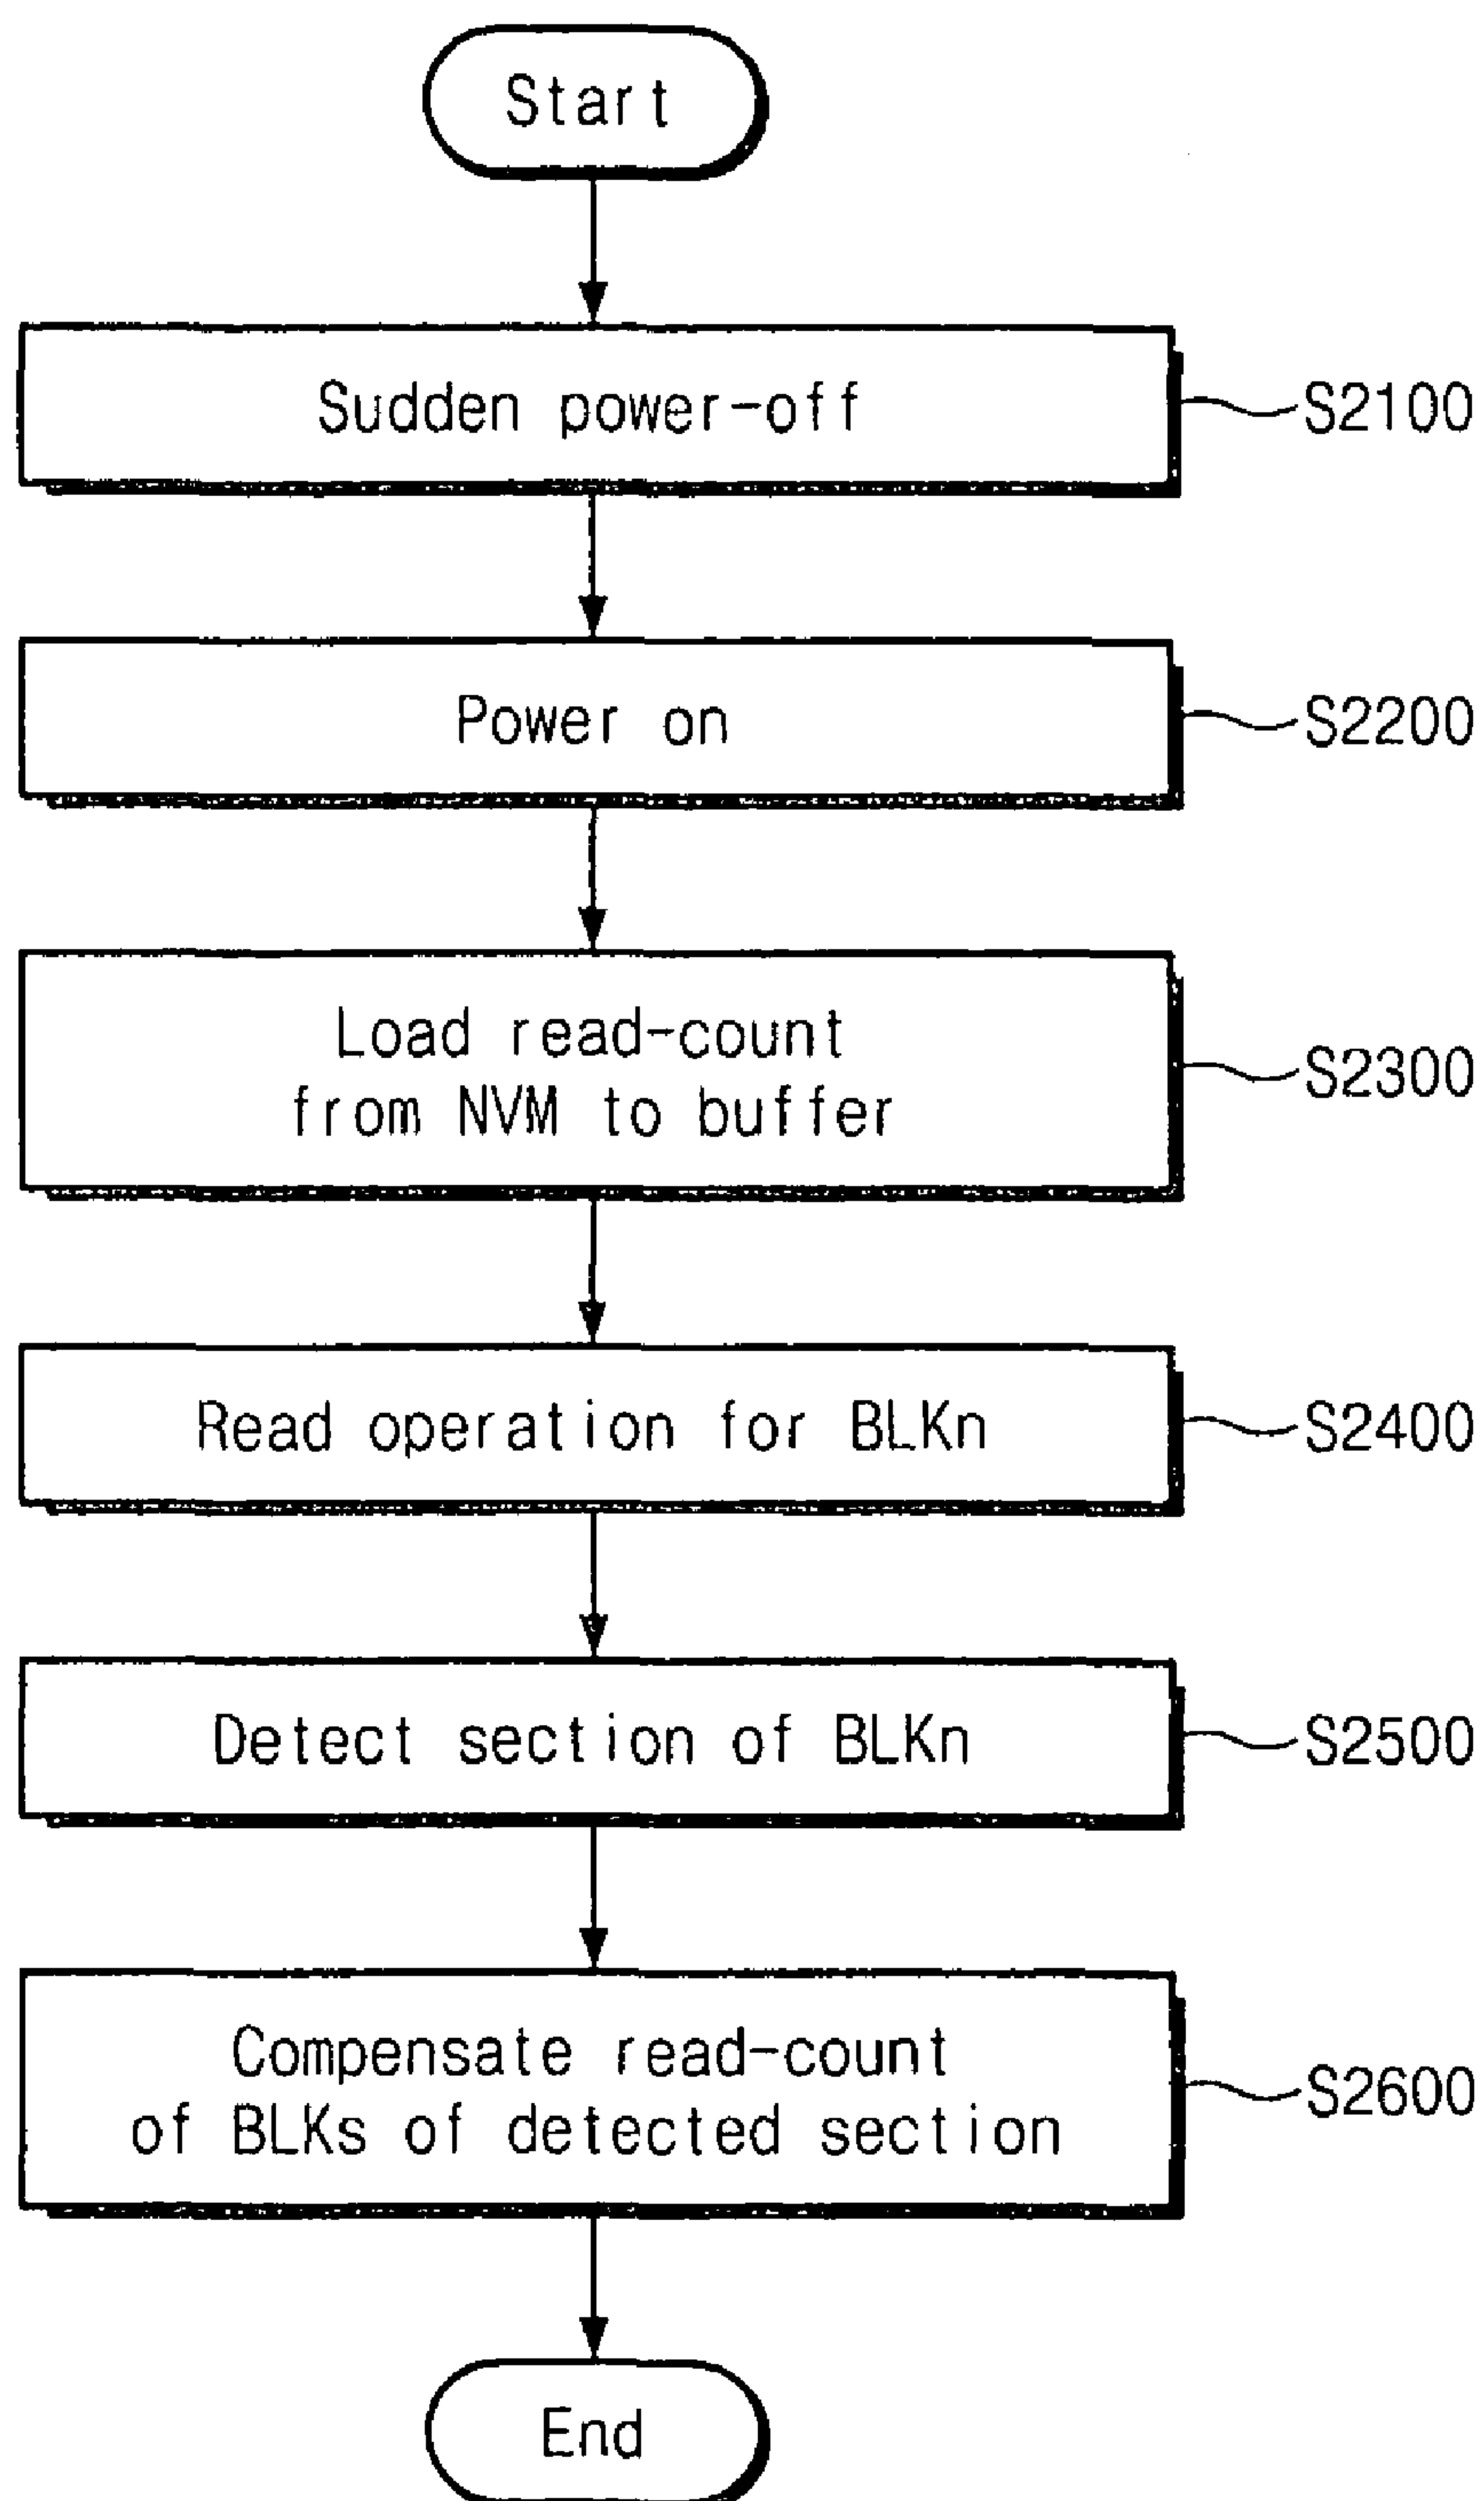 Start
Sudden power-off
S2100
Power on
S2200
Load read-count
from NVM to buffer
S2300
Read operation for BLKn
S2400
Detect section of BLKn
S2500
Compensate read-count
of BLKs of detected section
S2600
End